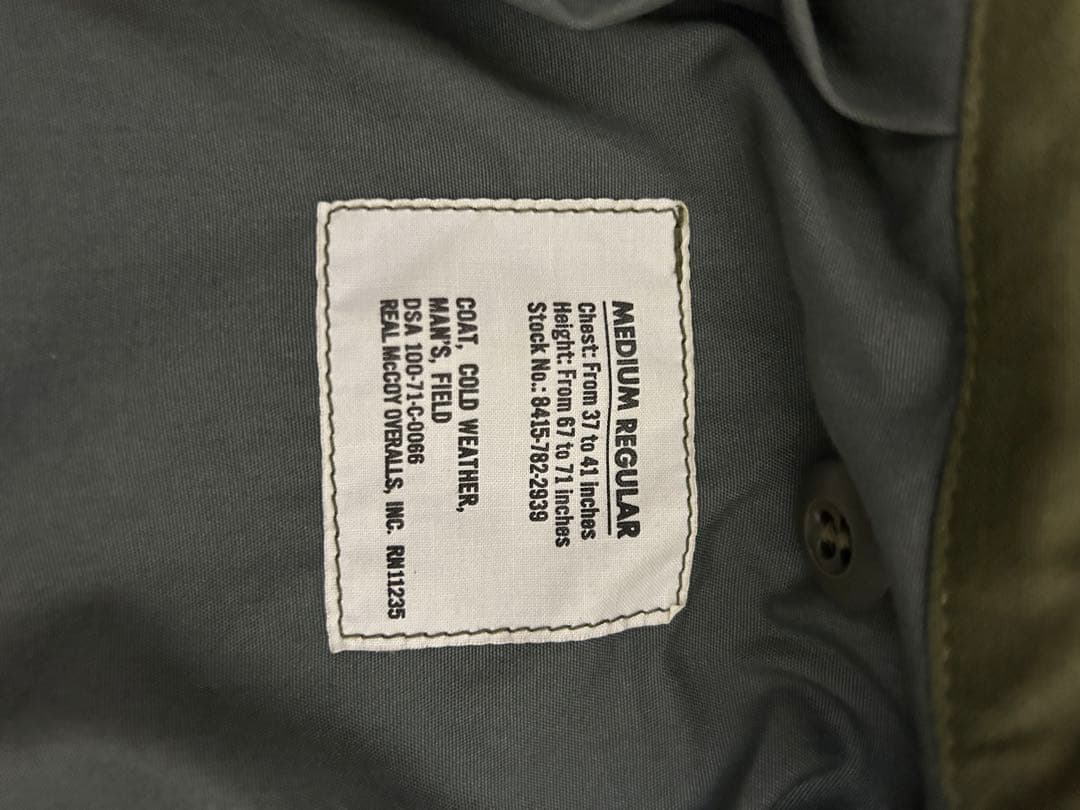 MEDIUM REGULAR
Chest: From 37 to 41 inches
Height: From 67 to 71 inches
Stock No.: 8415-782-2939
COAT, COLD WEATHER,
MAN'S, FIELD
DSA 100-71-C-0066
REAL McCOY OVERALLS, INC. RN11235